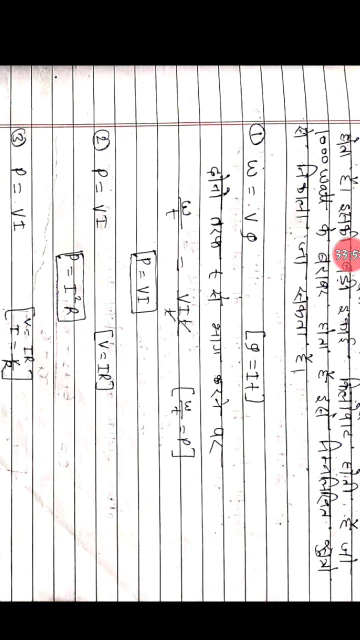 होता है। इसकी बड़ी इकाई किलोवाट होती है जो
1000 watt के बराबर होता है इसे निम्नलिखित सूत्र
से निकाला जा सकता है।
① W = VQ [Q = It]
दोनों तरफ t से भाग करने पर
W/t = VIt/t [W/t = P]
P = VI
② P = VI [V = IR]
P = I²R
③ P = VI [V = IR